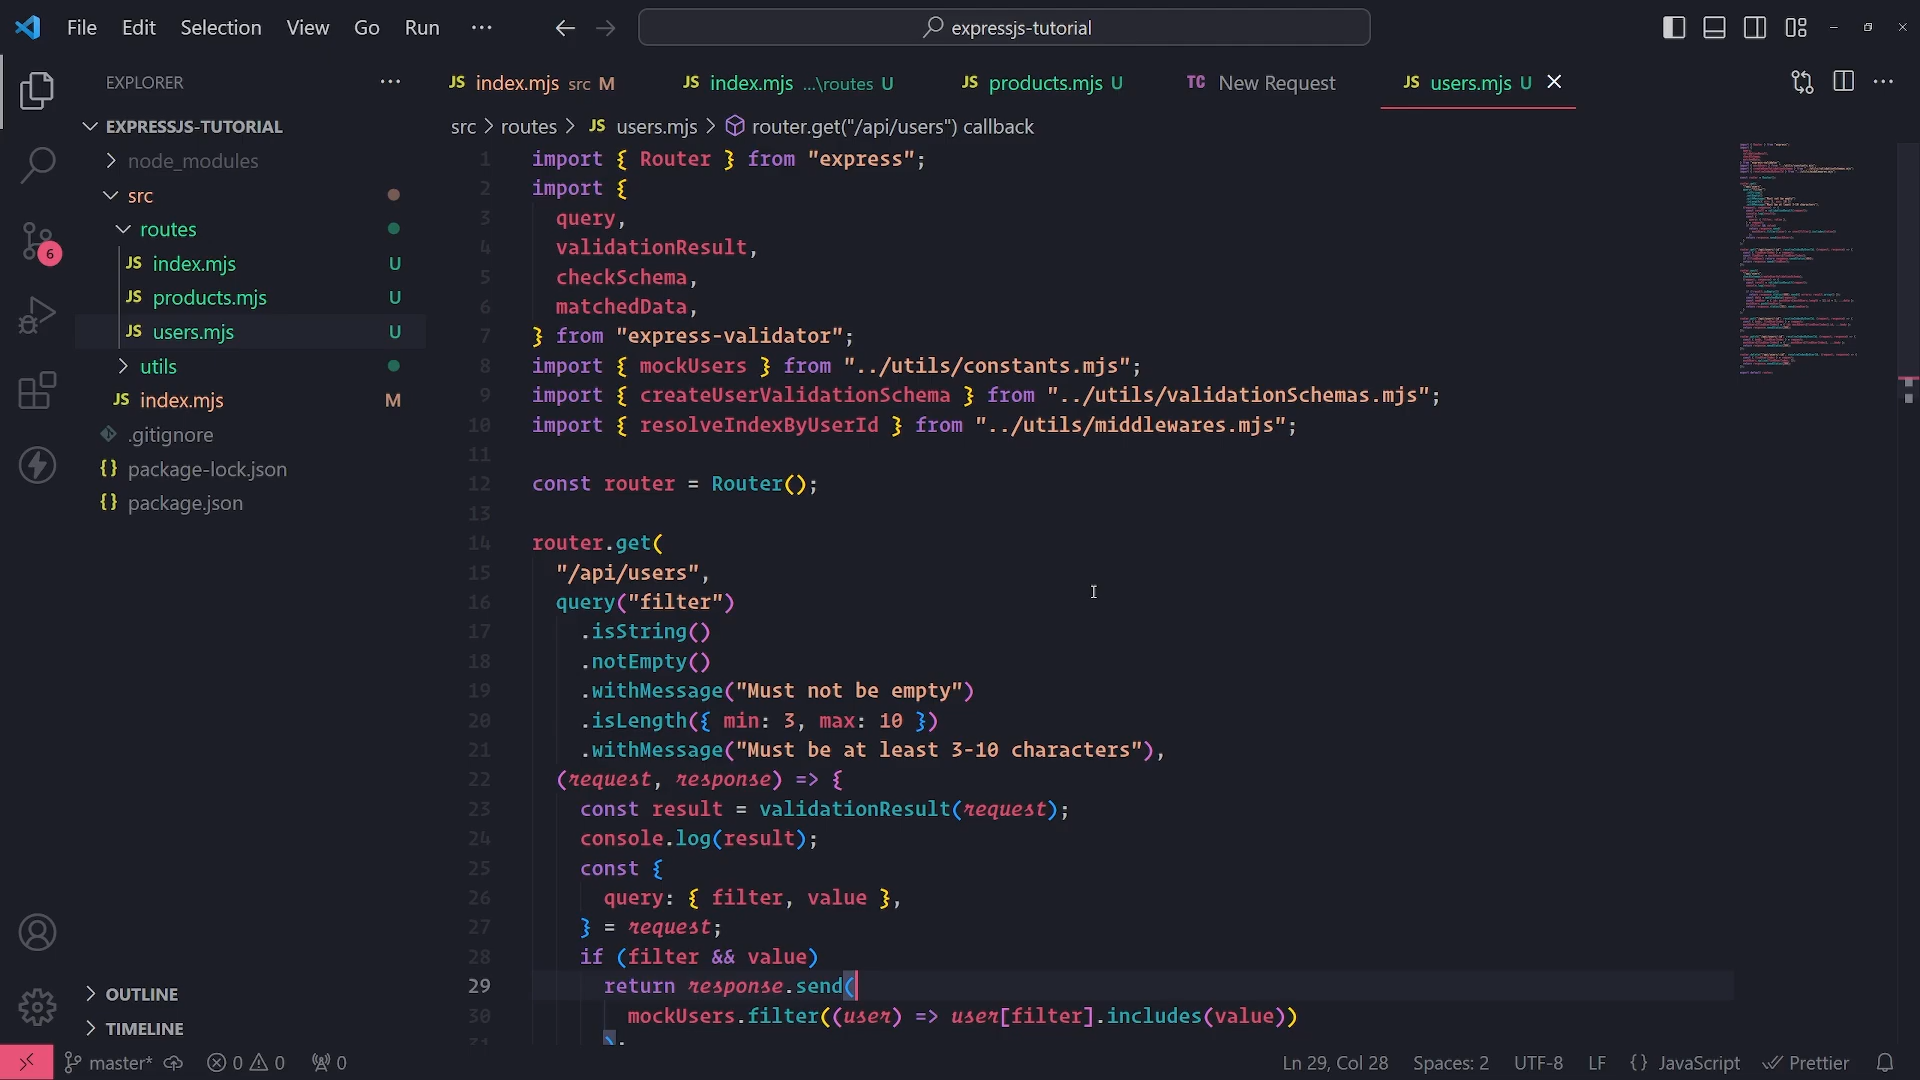 File Edit Selection View Go Run ···
expressjs-tutorial
EXPLORER ···
EXPRESSJS-TUTORIAL
node_modules
src
routes
JS index.mjs U
JS products.mjs U
JS users.mjs U
utils
JS index.mjs M
.gitignore
{} package-lock.json
{} package.json
6
OUTLINE
TIMELINE
JS index.mjs src M
JS index.mjs ...\routes U
JS products.mjs U
TC New Request
JS users.mjs U
src > routes > JS users.mjs > router.get("/api/users") callback
1 import { Router } from "express";
2 import {
3 query,
4 validationResult,
5 checkSchema,
6 matchedData,
7 } from "express-validator";
8 import { mockUsers } from "../utils/constants.mjs";
9 import { createUserValidationSchema } from "../utils/validationSchemas.mjs";
10 import { resolveIndexByUserId } from "../utils/middlewares.mjs";
11
12 const router = Router();
13
14 router.get(
15 "/api/users",
16 query("filter")
17 .isString()
18 .notEmpty()
19 .withMessage("Must not be empty")
20 .isLength({ min: 3, max: 10 })
21 .withMessage("Must be at least 3-10 characters"),
22 (request, response) => {
23 const result = validationResult(request);
24 console.log(result);
25 const {
26 query: { filter, value },
27 } = request;
28 if (filter && value)
29 return response.send(
30 mockUsers.filter((user) => user[filter].includes(value))
master* 0 0 0
Ln 29, Col 28 Spaces: 2 UTF-8 LF {} JavaScript Prettier